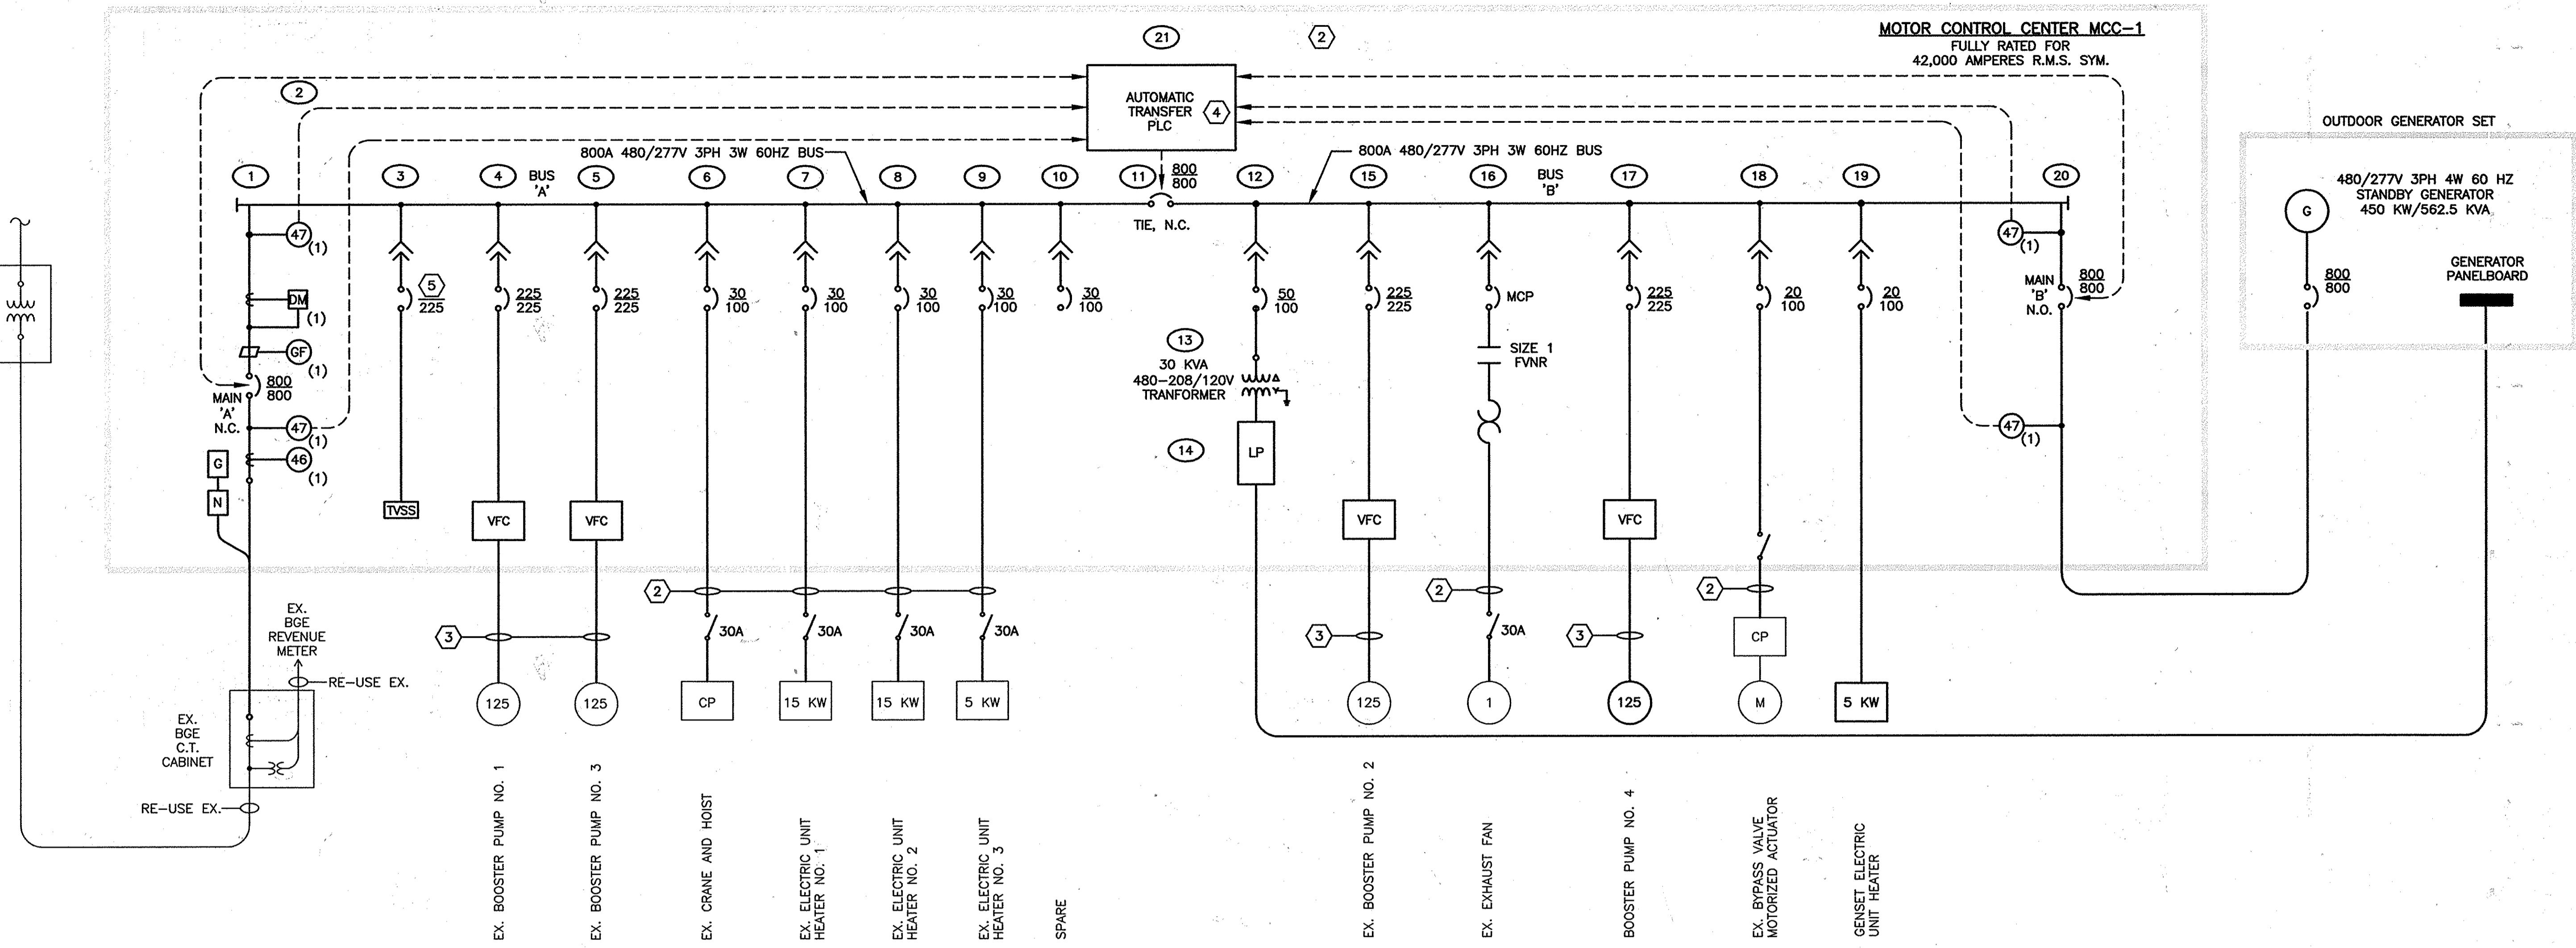 21
2
MOTOR CONTROL CENTER MCC-1
FULLY RATED FOR
42,000 AMPERES R.M.S. SYM.
2
AUTOMATIC
TRANSFER
PLC
4
OUTDOOR GENERATOR SET
800A 480/277V 3PH 3W 60HZ BUS
800A 480/277V 3PH 3W 60HZ BUS
1
3
4
BUS
'A'
5
6
7
8
9
10
11
800
800
TIE, N.C.
12
15
16
BUS
'B'
17
18
19
20
480/277V 3PH 4W 60 HZ
STANDBY GENERATOR
450 KW/562.5 KVA
G
47
(1)
DM
(1)
GF
(1)
800
800
MAIN
'A'
N.C.
47
(1)
46
(1)
G
N
5
225
225
225
225
225
30
100
30
100
30
100
30
100
30
100
50
100
225
225
MCP
225
225
20
100
20
100
47
(1)
MAIN
'B'
N.O.
800
800
800
800
GENERATOR
PANELBOARD
13
30 KVA
480-208/120V
TRANFORMER
SIZE 1
FVNR
14
LP
47
(1)
TVSS
VFC
VFC
VFC
VFC
2
2
2
EX.
BGE
REVENUE
METER
RE-USE EX.
3
30A
30A
30A
30A
3
30A
3
CP
125
125
CP
15 KW
15 KW
5 KW
125
1
125
M
5 KW
EX.
BGE
C.T.
CABINET
RE-USE EX.
EX. BOOSTER PUMP NO. 1
EX. BOOSTER PUMP NO. 3
EX. CRANE AND HOIST
EX. ELECTRIC UNIT
HEATER NO. 1
EX. ELECTRIC UNIT
HEATER NO. 2
EX. ELECTRIC UNIT
HEATER NO. 3
SPARE
EX. BOOSTER PUMP NO. 2
EX. EXHAUST FAN
BOOSTER PUMP NO. 4
EX. BYPASS VALVE
MOTORIZED ACTUATOR
GENSET ELECTRIC
UNIT HEATER